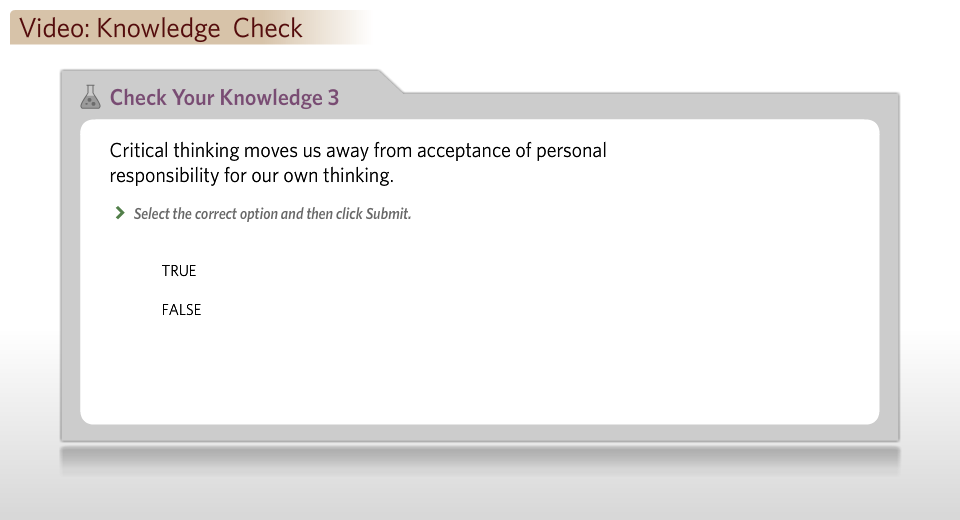 Video: Knowledge Check
Check Your Knowledge 3
Critical thinking moves us away from acceptance of personal
responsibility for our own thinking.
Select the correct option and then click Submit.
TRUE
FALSE